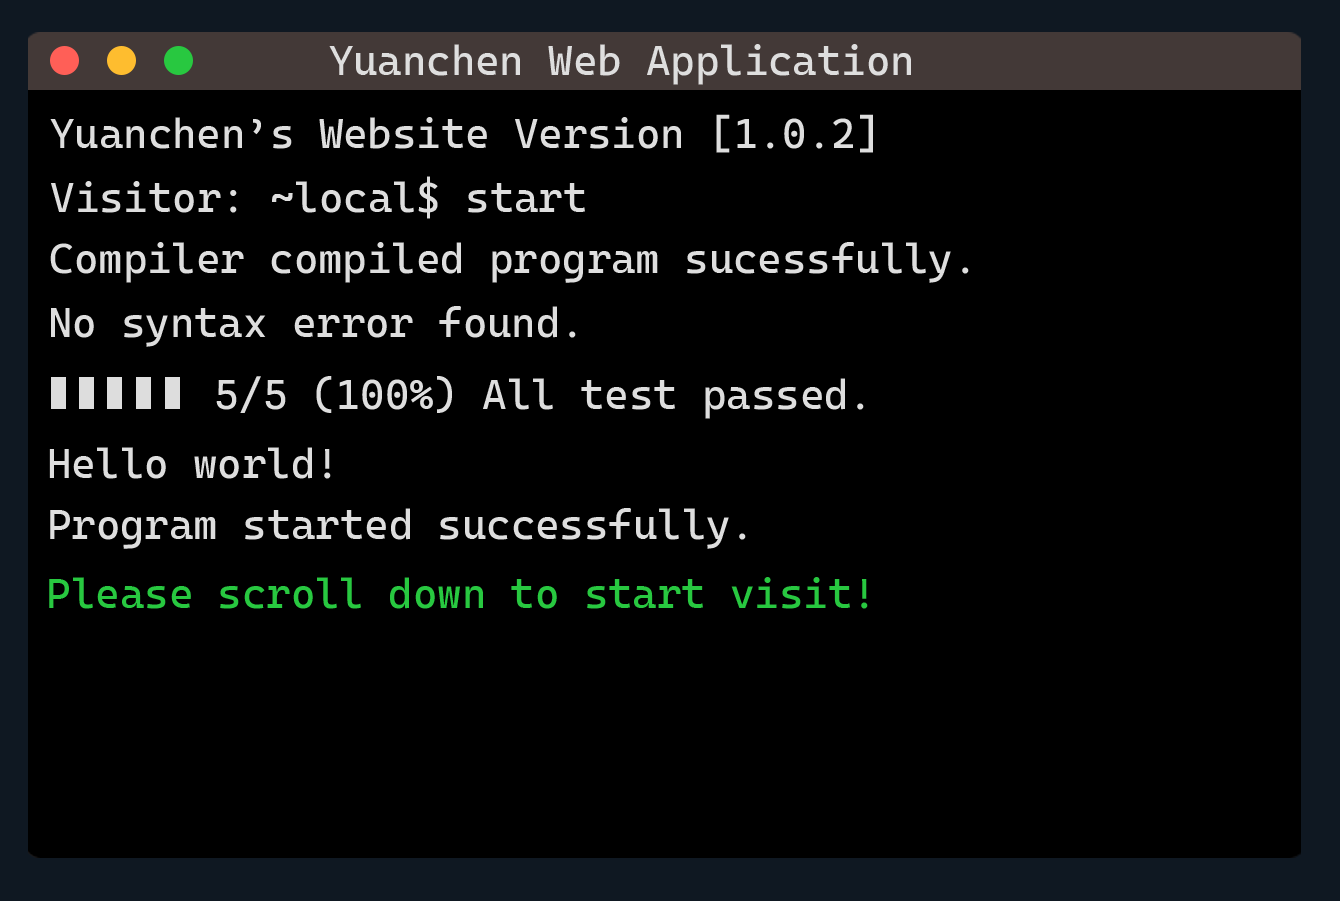 Yuanchen Web Application
Yuanchen’s Website Version [1.0.2]
Visitor: ~local$ start
Compiler compiled program sucessfully.
No syntax error found.
5/5 (100%) All test passed.
Hello world!
Program started successfully.
Please scroll down to start visit!